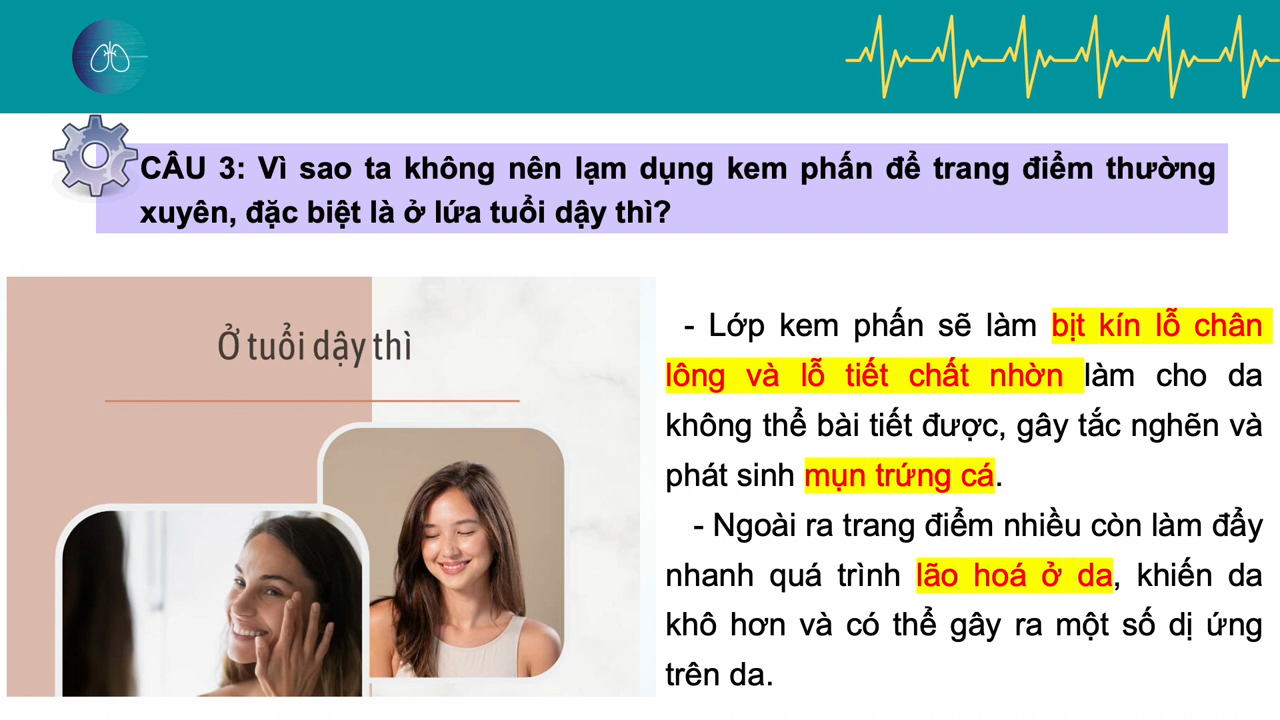 CÂU 3: Vì sao ta không nên lạm dụng kem phấn để trang điểm thường
xuyên, đặc biệt là ở lứa tuổi dậy thì?
Ở tuổi dậy thì
- Lớp kem phấn sẽ làm bịt kín lỗ chân
lông và lỗ tiết chất nhờn làm cho da
không thể bài tiết được, gây tắc nghẽn và
phát sinh mụn trứng cá.
- Ngoài ra trang điểm nhiều còn làm đẩy
nhanh quá trình lão hoá ở da, khiến da
khô hơn và có thể gây ra một số dị ứng
trên da.